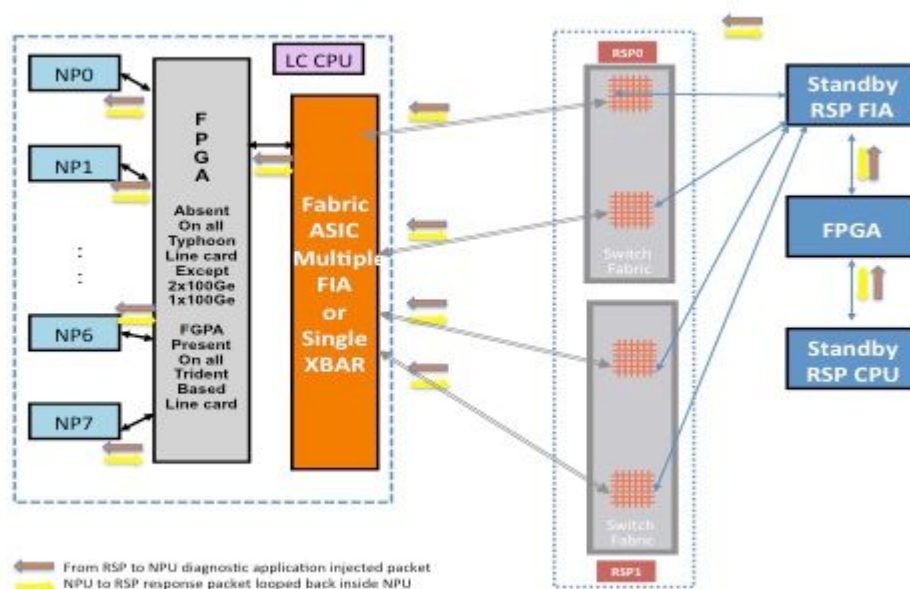 NP0
NP1
:
:
NP6
NP7
F
P
G
A
Absent
On all
Typhoon
Line card
Except
2x100Ge
1x100Ge
FGPA
Present
On all
Trident
Based
Line card
LC CPU
Fabric
ASIC
Multiple
FIA
or
Single
XBAR
RSP0
Switch
Fabric
Switch
Fabric
RSP1
Standby
RSP FIA
FPGA
Standby
RSP CPU
From RSP to NPU diagnostic application injected packet
NPU to RSP response packet looped back inside NPU